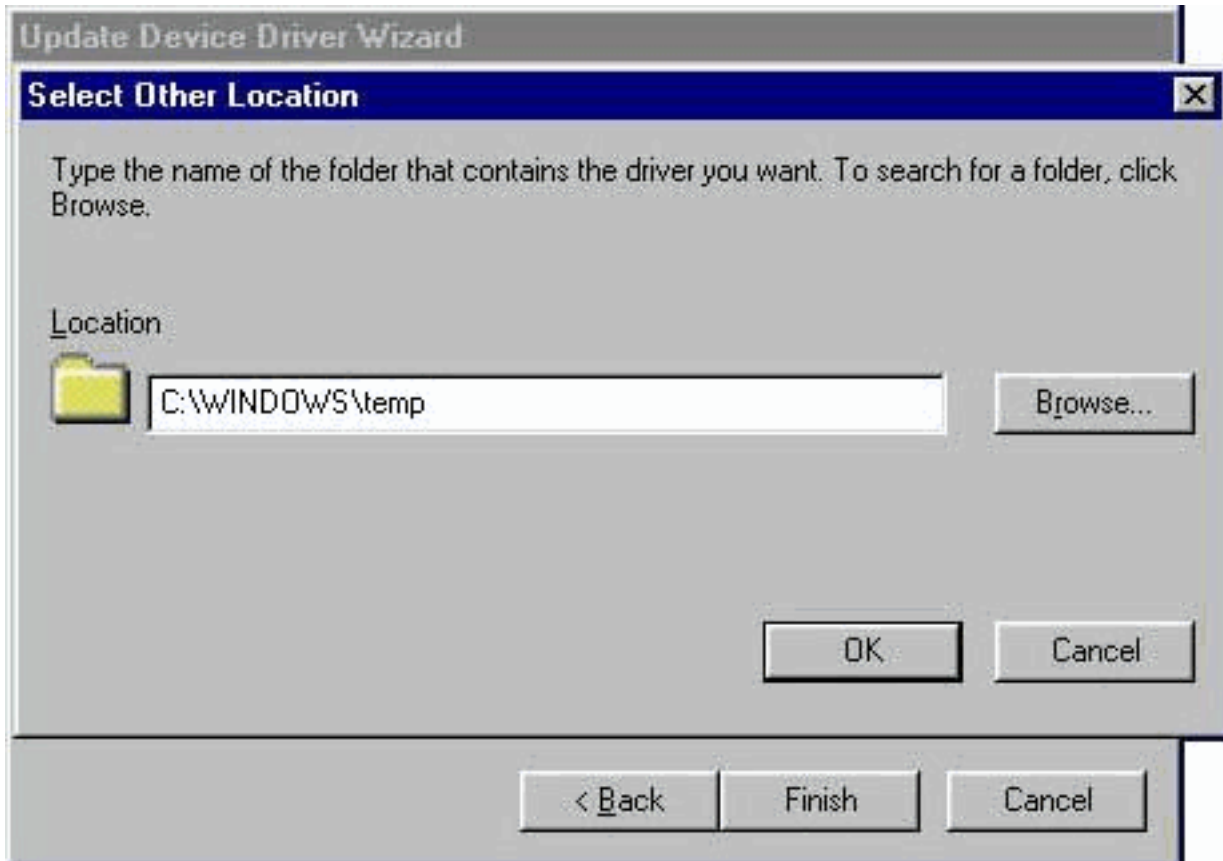 Update Device Driver Wizard
Select Other Location
Type the name of the folder that contains the driver you want. To search for a folder, click
Browse.
Location
C:\WINDOWS\temp
Browse...
OK
Cancel
< Back
Finish
Cancel